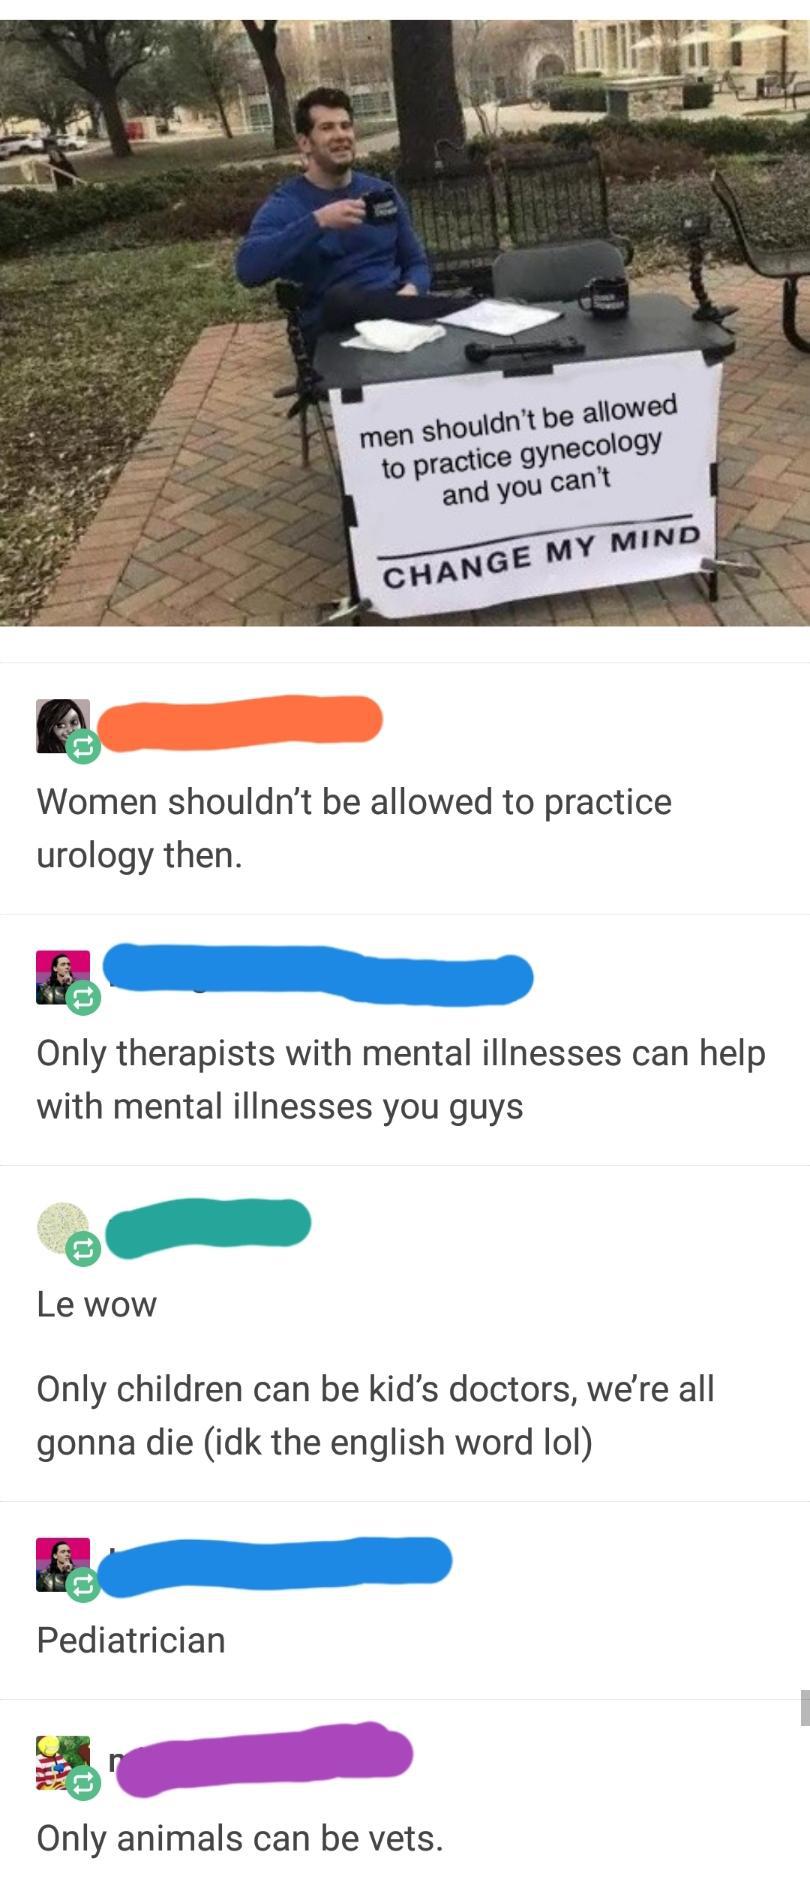 men shouldn't be allowed
to practice gynecology
and you can't
CHANGE MY MIND
Women shouldn't be allowed to practice
urology then.
Only therapists with mental illnesses can help
with mental illnesses you guys
Le wow
Only children can be kid's doctors, we're all
gonna die (idk the english word lol)
Pediatrician
Only animals can be vets.